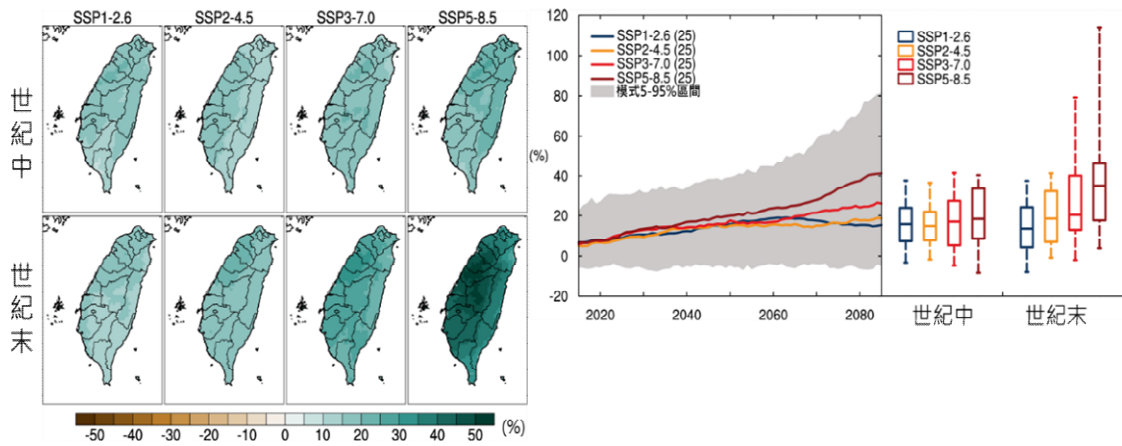 SSP1-2.6 SSP2-4.5 SSP3-7.0 SSP5-8.5
世紀中
世紀末
-50 -40 -30 -20 -10 0 10 20 30 40 50 (%)
120
100
80
60
(%)
40
20
0
-20
SSP1-2.6 (25)
SSP2-4.5 (25)
SSP3-7.0 (25)
SSP5-8.5 (25)
模式5-95%區間
2020 2040 2060 2080
SSP1-2.6
SSP2-4.5
SSP3-7.0
SSP5-8.5
世紀中 世紀末